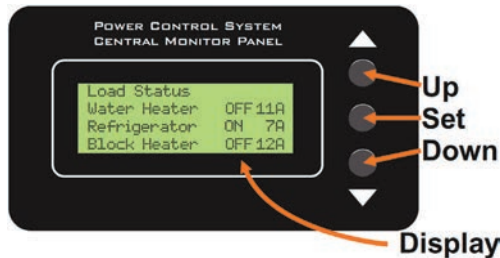 POWER CONTROL SYSTEM
CENTRAL MONITOR PANEL
Load Status
Water Heater OFF 11A
Refrigerator ON 7A
Block Heater OFF 12A
Up
Set
Down
Display